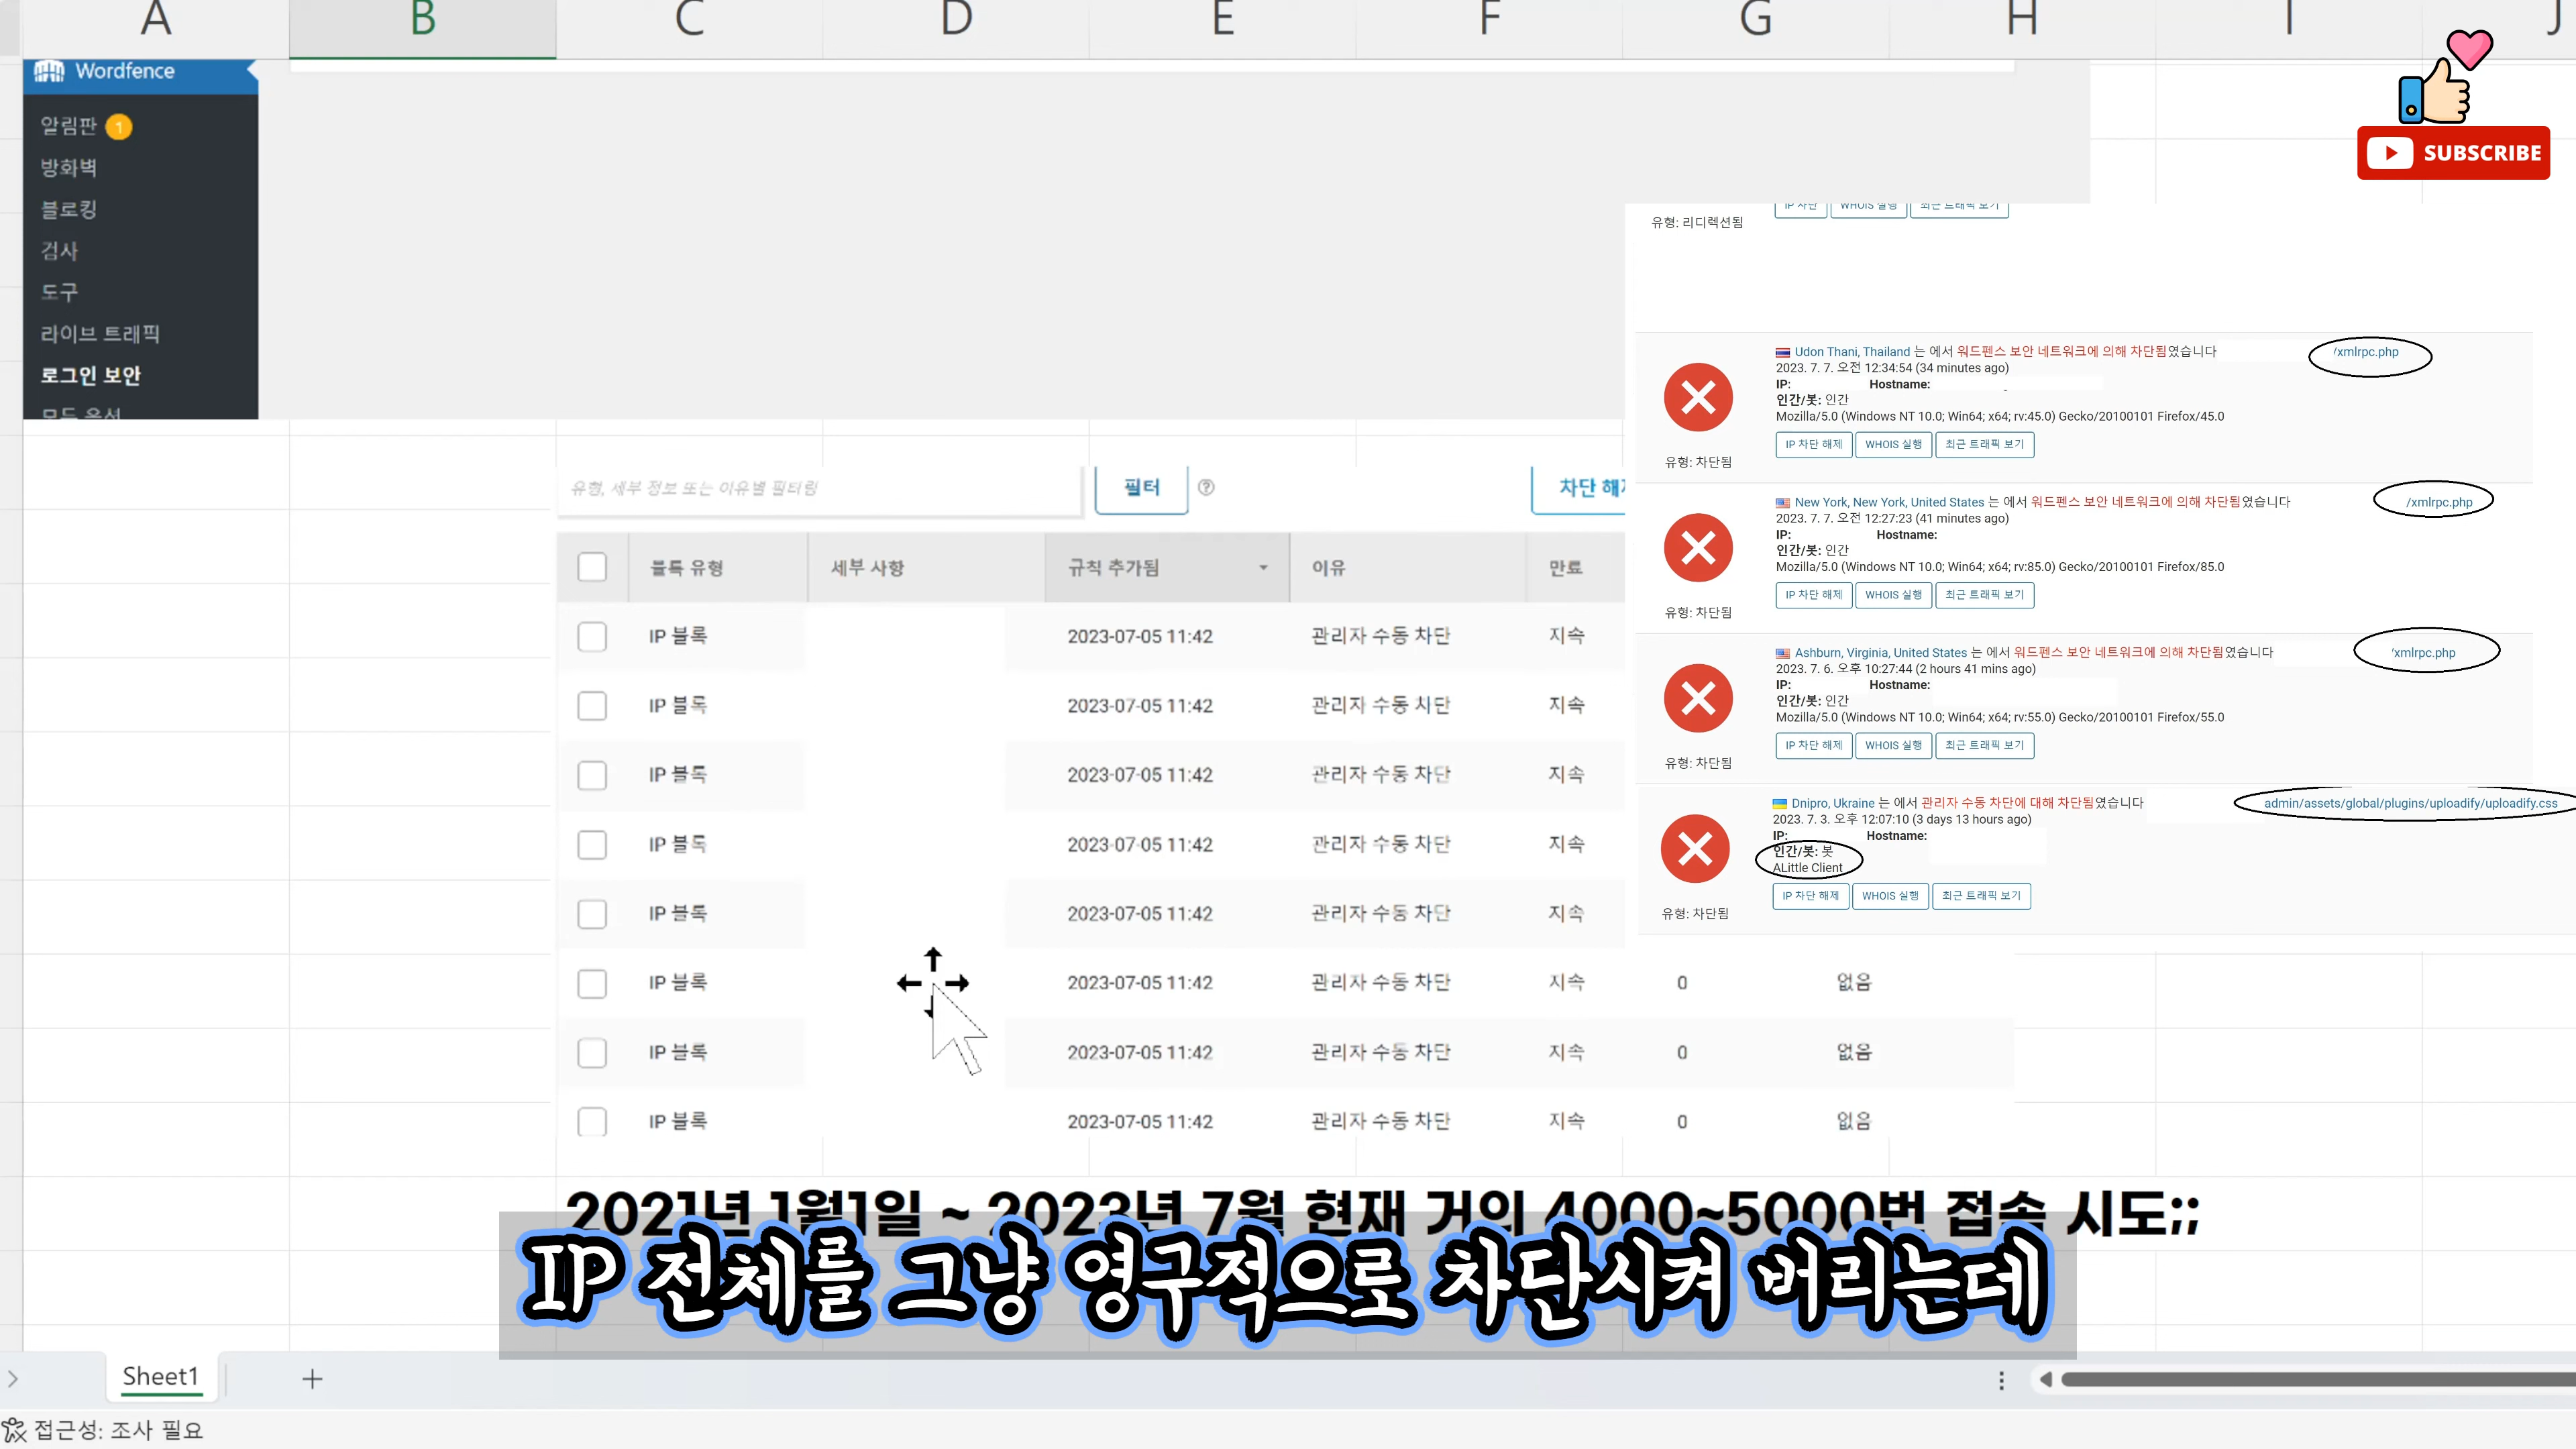 A B C D E F G H I J
Wordfence
알림판 1
방화벽
블로킹
검사
도구
라이브 트래픽
로그인 보안
모든 옵션
SUBSCRIBE
IP 차단 WHOIS 실행 최근 트래픽 보기
유형: 리디렉션됨
Udon Thani, Thailand 는 에서 워드펜스 보안 네트워크에 의해 차단됨였습니다 /xmlrpc.php
2023. 7. 7. 오전 12:34:54 (34 minutes ago)
IP: Hostname:
인간/봇: 인간
Mozilla/5.0 (Windows NT 10.0; Win64; x64; rv:45.0) Gecko/20100101 Firefox/45.0
IP 차단 해제 WHOIS 실행 최근 트래픽 보기
유형: 차단됨
New York, New York, United States 는 에서 워드펜스 보안 네트워크에 의해 차단됨였습니다 /xmlrpc.php
2023. 7. 7. 오전 12:27:23 (41 minutes ago)
IP: Hostname:
인간/봇: 인간
Mozilla/5.0 (Windows NT 10.0; Win64; x64; rv:85.0) Gecko/20100101 Firefox/85.0
IP 차단 해제 WHOIS 실행 최근 트래픽 보기
유형: 차단됨
Ashburn, Virginia, United States 는 에서 워드펜스 보안 네트워크에 의해 차단됨였습니다 /xmlrpc.php
2023. 7. 6. 오후 10:27:44 (2 hours 41 mins ago)
IP: Hostname:
인간/봇: 인간
Mozilla/5.0 (Windows NT 10.0; Win64; x64; rv:55.0) Gecko/20100101 Firefox/55.0
IP 차단 해제 WHOIS 실행 최근 트래픽 보기
유형: 차단됨
Dnipro, Ukraine 는 에서 관리자 수동 차단에 대해 차단됨였습니다 admin/assets/global/plugins/uploadify/uploadify.css
2023. 7. 3. 오후 12:07:10 (3 days 13 hours ago)
IP: Hostname:
인간/봇: 봇
ALittle Client
IP 차단 해제 WHOIS 실행 최근 트래픽 보기
유형: 차단됨
유형, 세부 정보 또는 이유별 필터링 필터 차단 해제
블록 유형 세부 사항 규칙 추가됨 이유 만료
IP 블록 2023-07-05 11:42 관리자 수동 차단 지속
IP 블록 2023-07-05 11:42 관리자 수동 차단 지속
IP 블록 2023-07-05 11:42 관리자 수동 차단 지속
IP 블록 2023-07-05 11:42 관리자 수동 차단 지속
IP 블록 2023-07-05 11:42 관리자 수동 차단 지속
IP 블록 2023-07-05 11:42 관리자 수동 차단 지속 0 없음
IP 블록 2023-07-05 11:42 관리자 수동 차단 지속 0 없음
IP 블록 2023-07-05 11:42 관리자 수동 차단 지속 0 없음
2021년 1월1일 ~ 2023년 7월 현재 거의 4000~5000번 접속 시도;;
IP 전체를 그냥 영구적으로 차단시켜 버리는데
Sheet1
접근성: 조사 필요